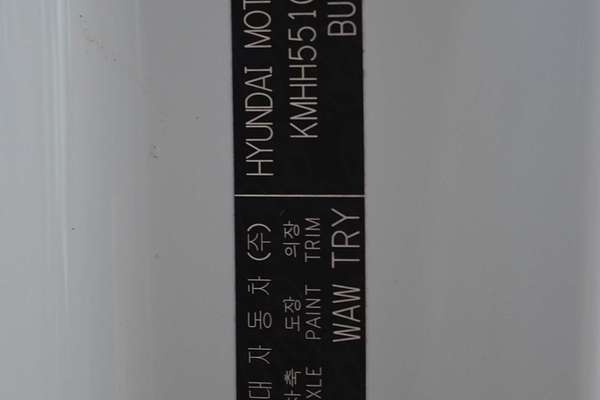 대 자 동 차 (주)
차축 도장 의장
XLE PAINT TRIM
WAW TRY
HYUNDAI MOT
KMHH551
BU